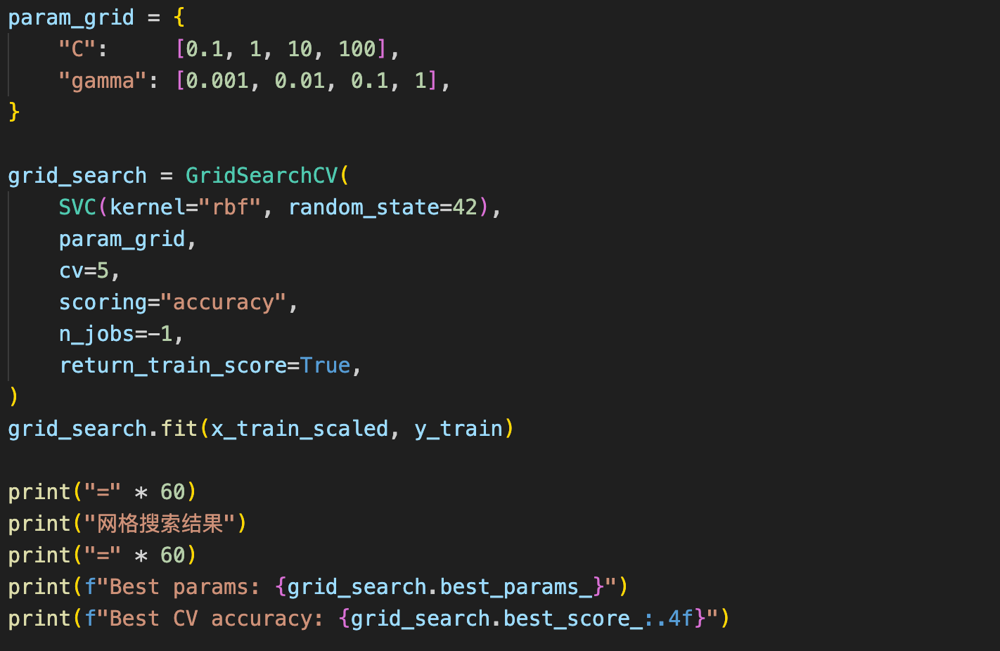 param_grid = {
    "C":     [0.1, 1, 10, 100],
    "gamma": [0.001, 0.01, 0.1, 1],
}

grid_search = GridSearchCV(
    SVC(kernel="rbf", random_state=42),
    param_grid,
    cv=5,
    scoring="accuracy",
    n_jobs=-1,
    return_train_score=True,
)
grid_search.fit(x_train_scaled, y_train)

print("=" * 60)
print("网格搜索结果")
print("=" * 60)
print(f"Best params: {grid_search.best_params_}")
print(f"Best CV accuracy: {grid_search.best_score_:.4f}")